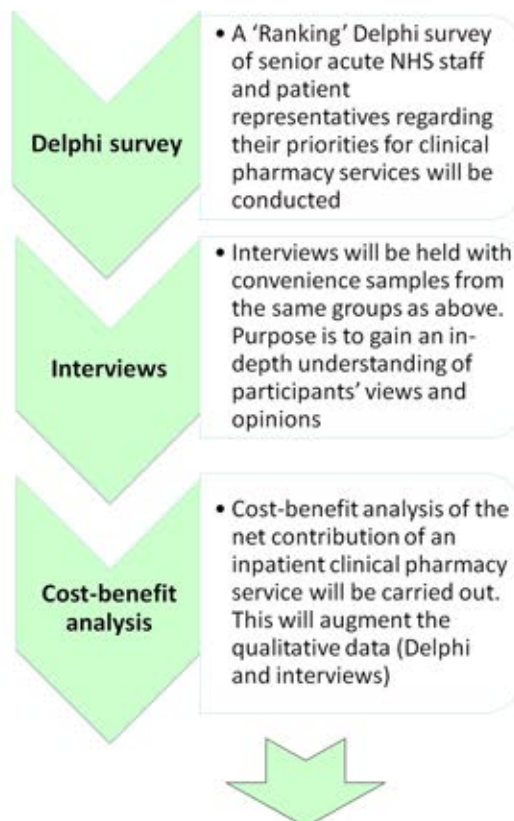 Delphi survey
• A ‘Ranking’ Delphi survey
of senior acute NHS staff
and patient
representatives regarding
their priorities for clinical
pharmacy services will be
conducted
Interviews
• Interviews will be held with
convenience samples from
the same groups as above.
Purpose is to gain an in-
depth understanding of
participants’ views and
opinions
Cost-benefit
analysis
• Cost-benefit analysis of the
net contribution of an
inpatient clinical pharmacy
service will be carried out.
This will augment the
qualitative data (Delphi
and interviews)